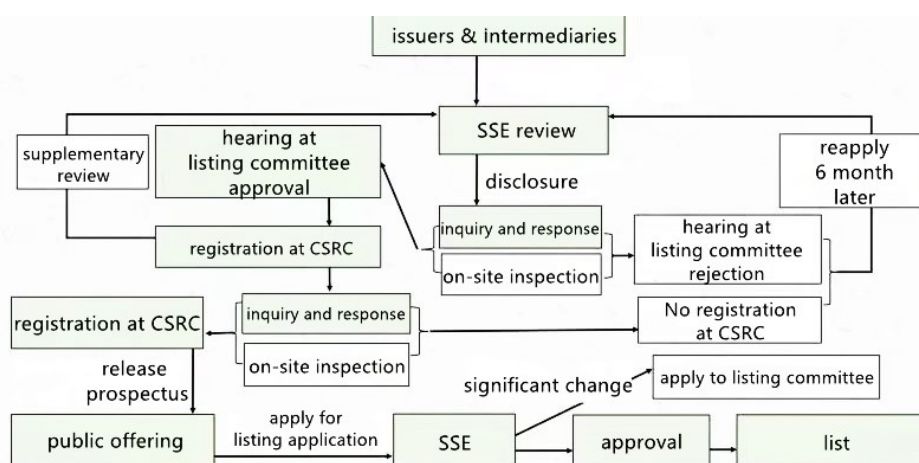 issuers & intermediaries
SSE review
supplementary
review
hearing at
listing committee
approval
reapply
6 month
later
disclosure
inquiry and response
on-site inspection
hearing at
listing committee
rejection
registration at CSRC
inquiry and response
on-site inspection
No registration
at CSRC
registration at CSRC
release
prospectus
significant change
apply to listing committee
public offering
apply for
listing application
SSE
approval
list